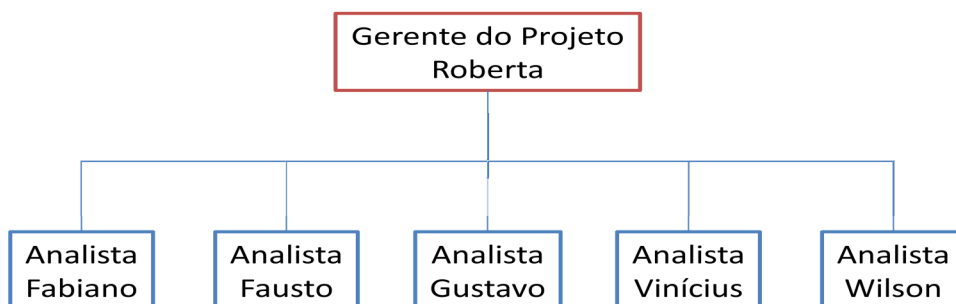 Gerente do Projeto
Roberta
Analista
Fabiano
Analista
Fausto
Analista
Gustavo
Analista
Vinícius
Analista
Wilson